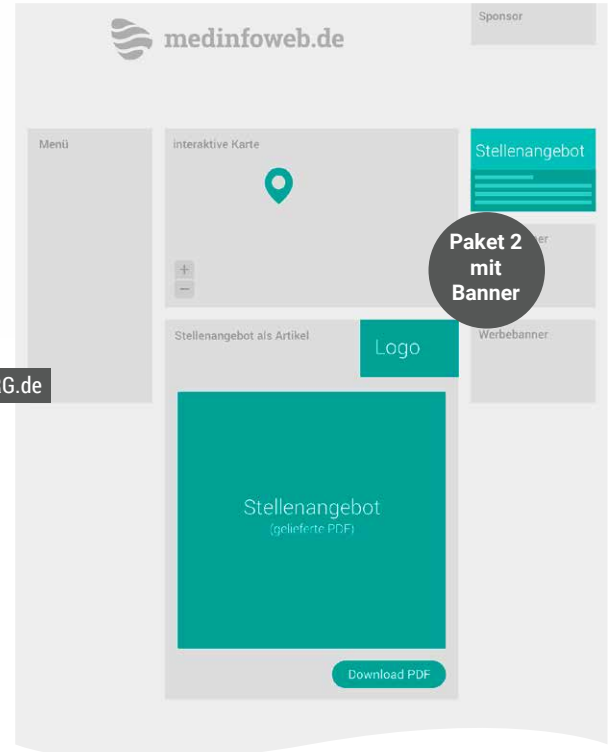 Sponsor
medinfoweb.de
Menü
interaktive Karte
Stellenangebot
Paket 2
mit
Banner
+
−
Stellenangebot als Artikel
Logo
Werbebanner
G.de
Stellenangebot
(gelieferte PDF)
Download PDF